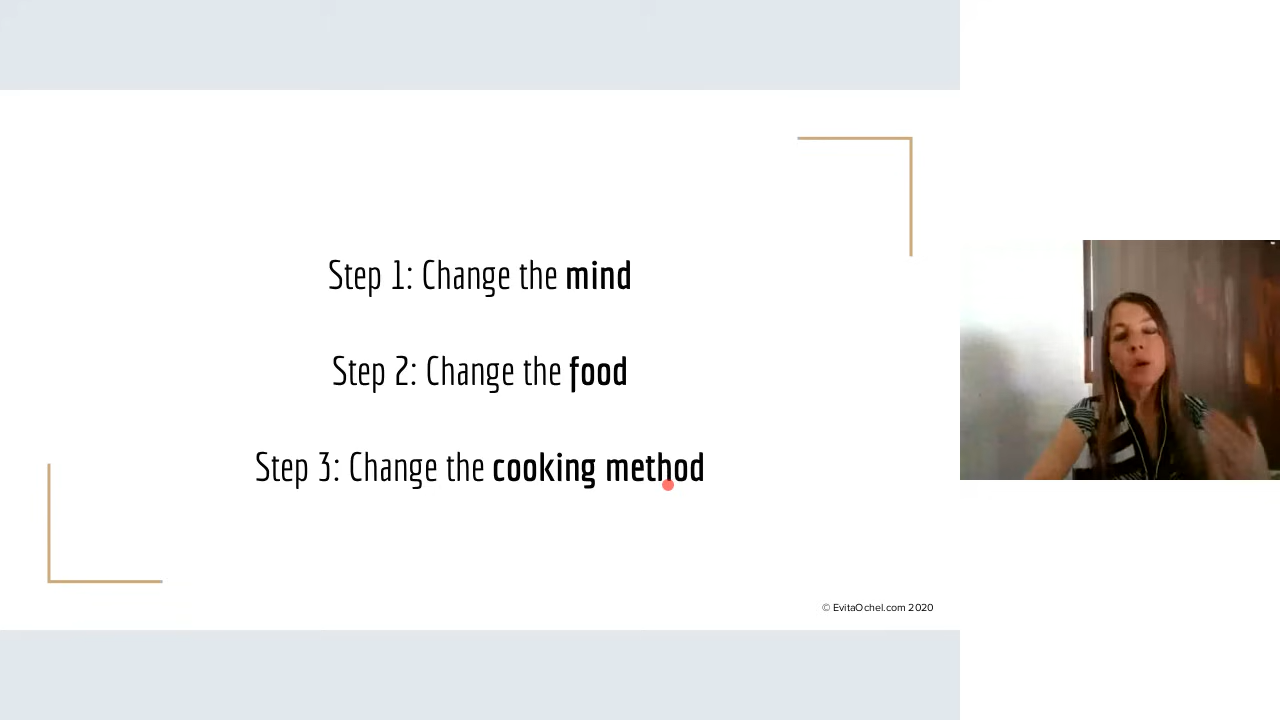 Step 1: Change the mind
Step 2: Change the food
Step 3: Change the cooking method
© EvitaOchel.com 2020